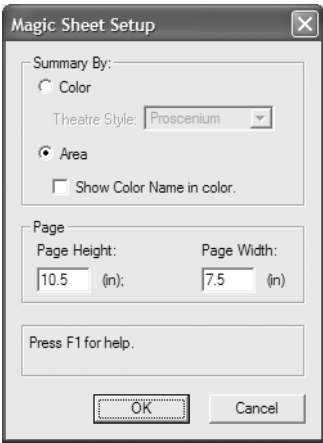 Magic Sheet Setup
Summary By:
Color
Theatre Style: Proscenium
Area
Show Color Name in color.
Page
Page Height: Page Width:
10.5 (in); 7.5 (in)
Press F1 for help.
OK Cancel